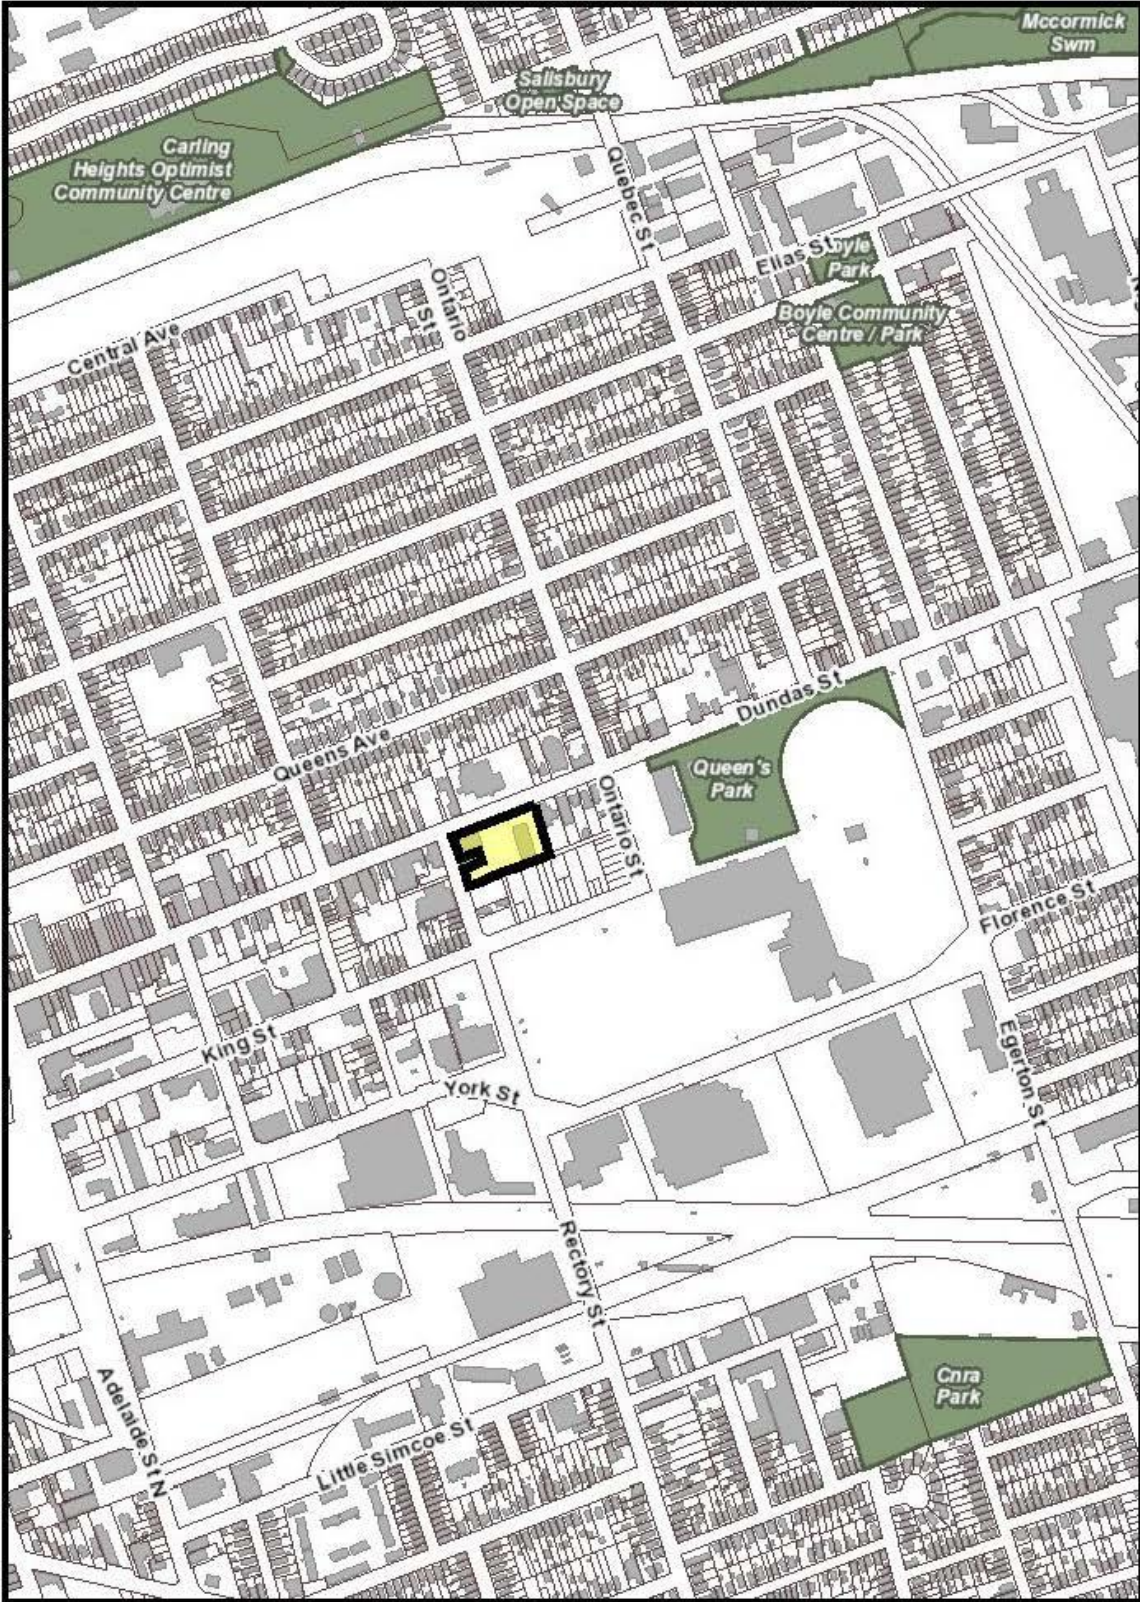 Mccormick
Swm
Salisbury
Open Space
Carling
Heights Optimist
Community Centre
Quebec St
Elias St
oyle
Park
Ontario
St
Boyle Community
Centre / Park
Central Ave
Dundas St
Queens Ave
Queen's
Park
Ontario St
Florence St
King St
Egerton St
York St
Rectory St
Cnra
Park
Adelaide St N
Little Simcoe St